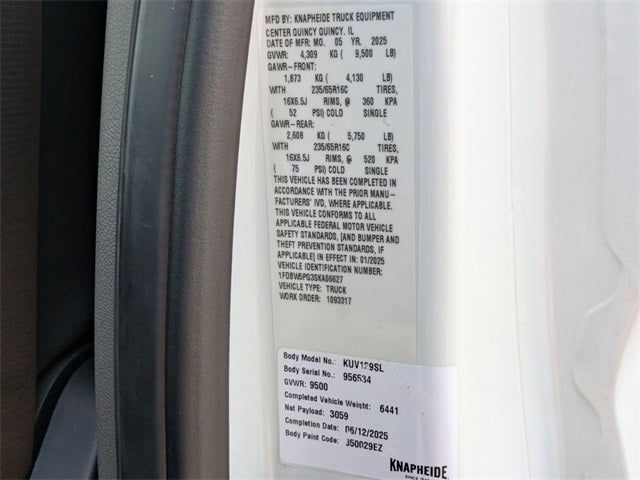 MFD BY: KNAPHEIDE TRUCK EQUIPMENT
CENTER QUINCY QUINCY, IL
DATE OF MFR: MO. 05 YR. 2025
GVWR: 4,309 KG ( 9,500 LB)
GAWR-FRONT:
1,873 KG ( 4,130 LB)
WITH 235/65R16C TIRES,
16X6.5J RIMS, @ 360 KPA
( 52 PSI) COLD SINGLE
GAWR-REAR:
2,608 KG ( 5,750 LB)
WITH 235/65R16C TIRES,
16X6.5J RIMS, @ 520 KPA
( 75 PSI) COLD SINGLE
THIS VEHICLE HAS BEEN COMPLETED IN
ACCORDANCE WITH THE PRIOR MANU-
FACTURERS' IVD, WHERE APPLICABLE.
THIS VEHICLE CONFORMS TO ALL
APPLICABLE FEDERAL MOTOR VEHICLE
SAFETY STANDARDS, [AND BUMPER AND
THEFT PREVENTION STANDARDS, IF
APPLICABLE] IN EFFECT IN: 01/2025
VEHICLE IDENTIFICATION NUMBER:
1FDBW5PG3SKA06627
VEHICLE TYPE: TRUCK
WORK ORDER: 1093317
Body Model No.: KUV129SL
Body Serial No.: 956534
GVWR: 9500
Completed Vehicle Weight: 6441
Net Payload: 3059
Completion Date: 06/12/2025
Body Paint Code: J50029EZ
KNAPHEIDE